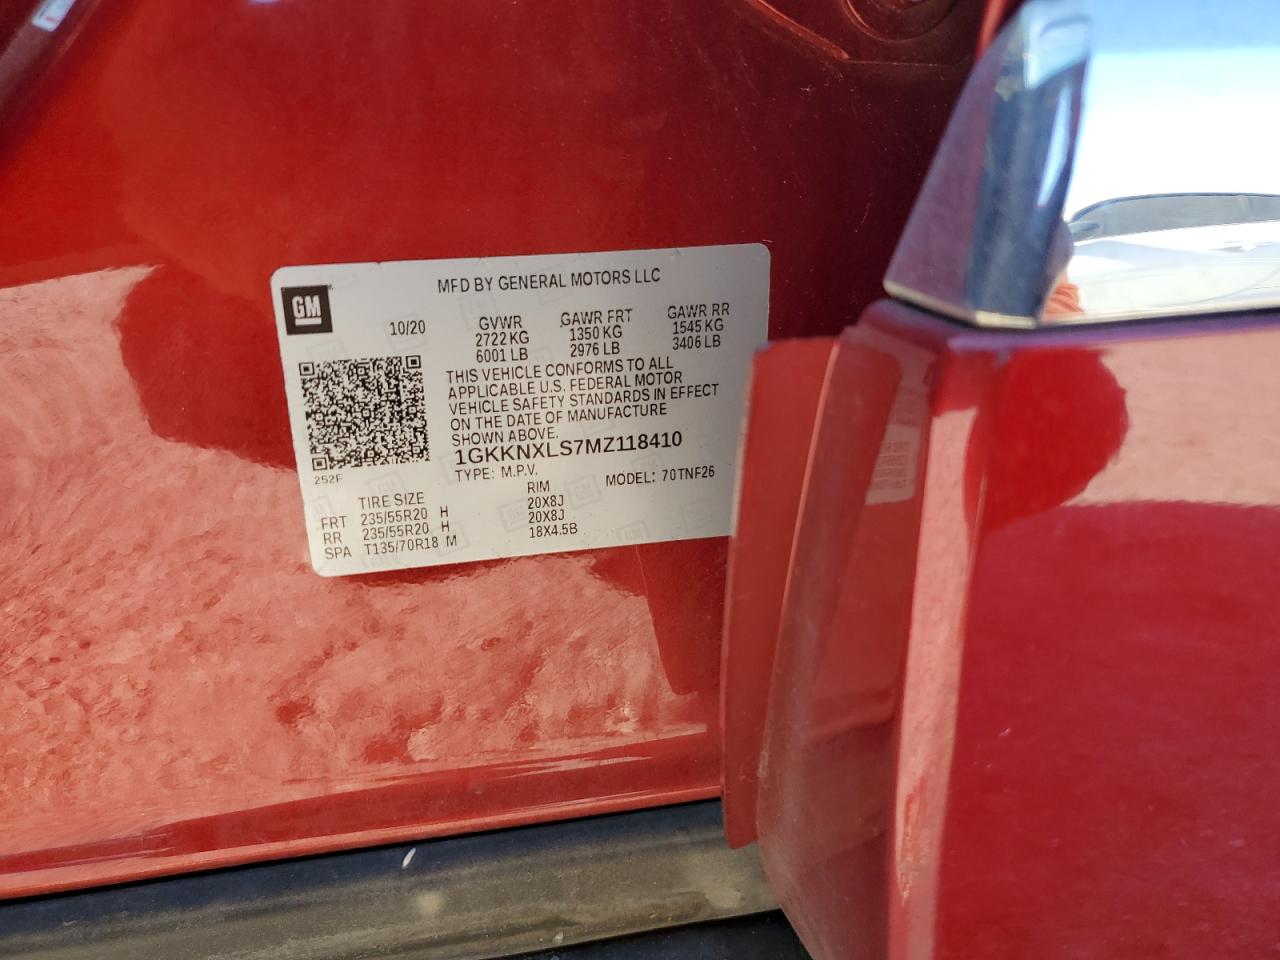 MFD BY GENERAL MOTORS LLC
GM
10/20
GVWR GAWR FRT GAWR RR
2722 KG 1350 KG 1545 KG
6001 LB 2976 LB 3406 LB
THIS VEHICLE CONFORMS TO ALL
APPLICABLE U.S. FEDERAL MOTOR
VEHICLE SAFETY STANDARDS IN EFFECT
ON THE DATE OF MANUFACTURE
SHOWN ABOVE.
1GKKNXLS7MZ118410
252F
TYPE: M.P.V. MODEL: 70TNF26
TIRE SIZE RIM
FRT 235/55R20 H 20X8J
RR 235/55R20 H 20X8J
SPA T135/70R18 M 18X4.5B